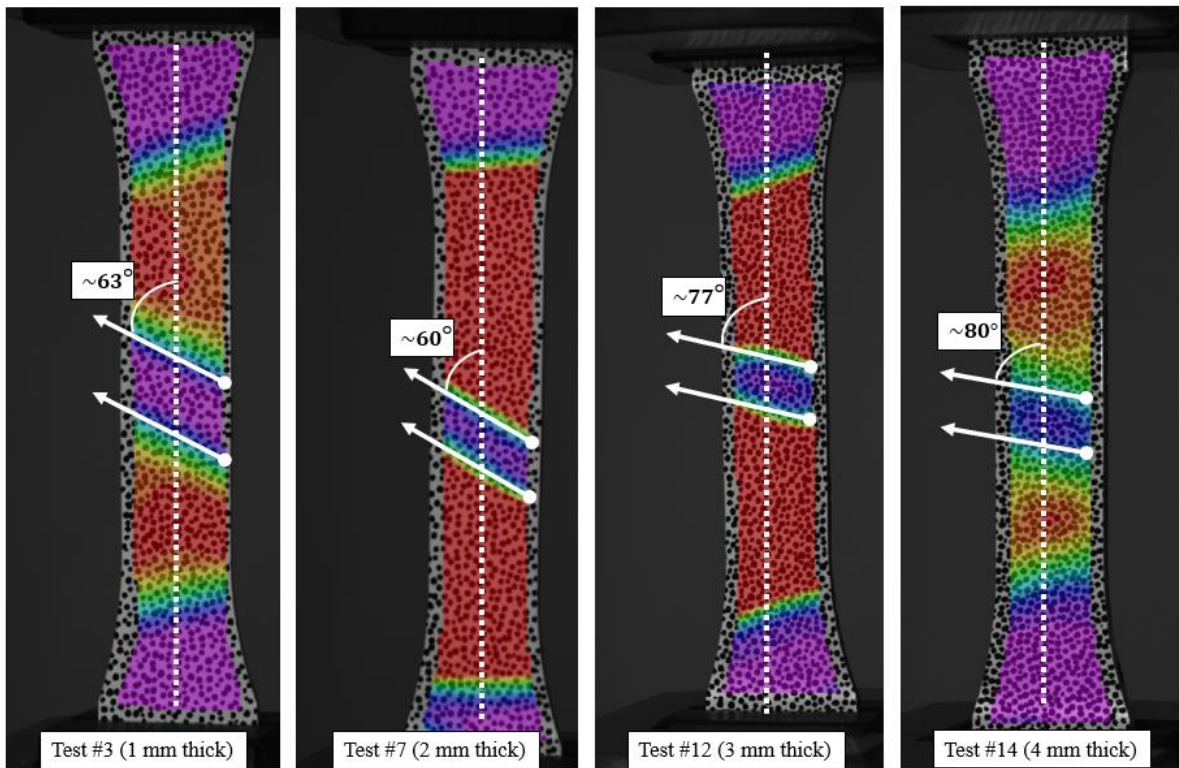 ~63°
~60°
~77°
~80°
Test #3 (1 mm thick)
Test #7 (2 mm thick)
Test #12 (3 mm thick)
Test #14 (4 mm thick)